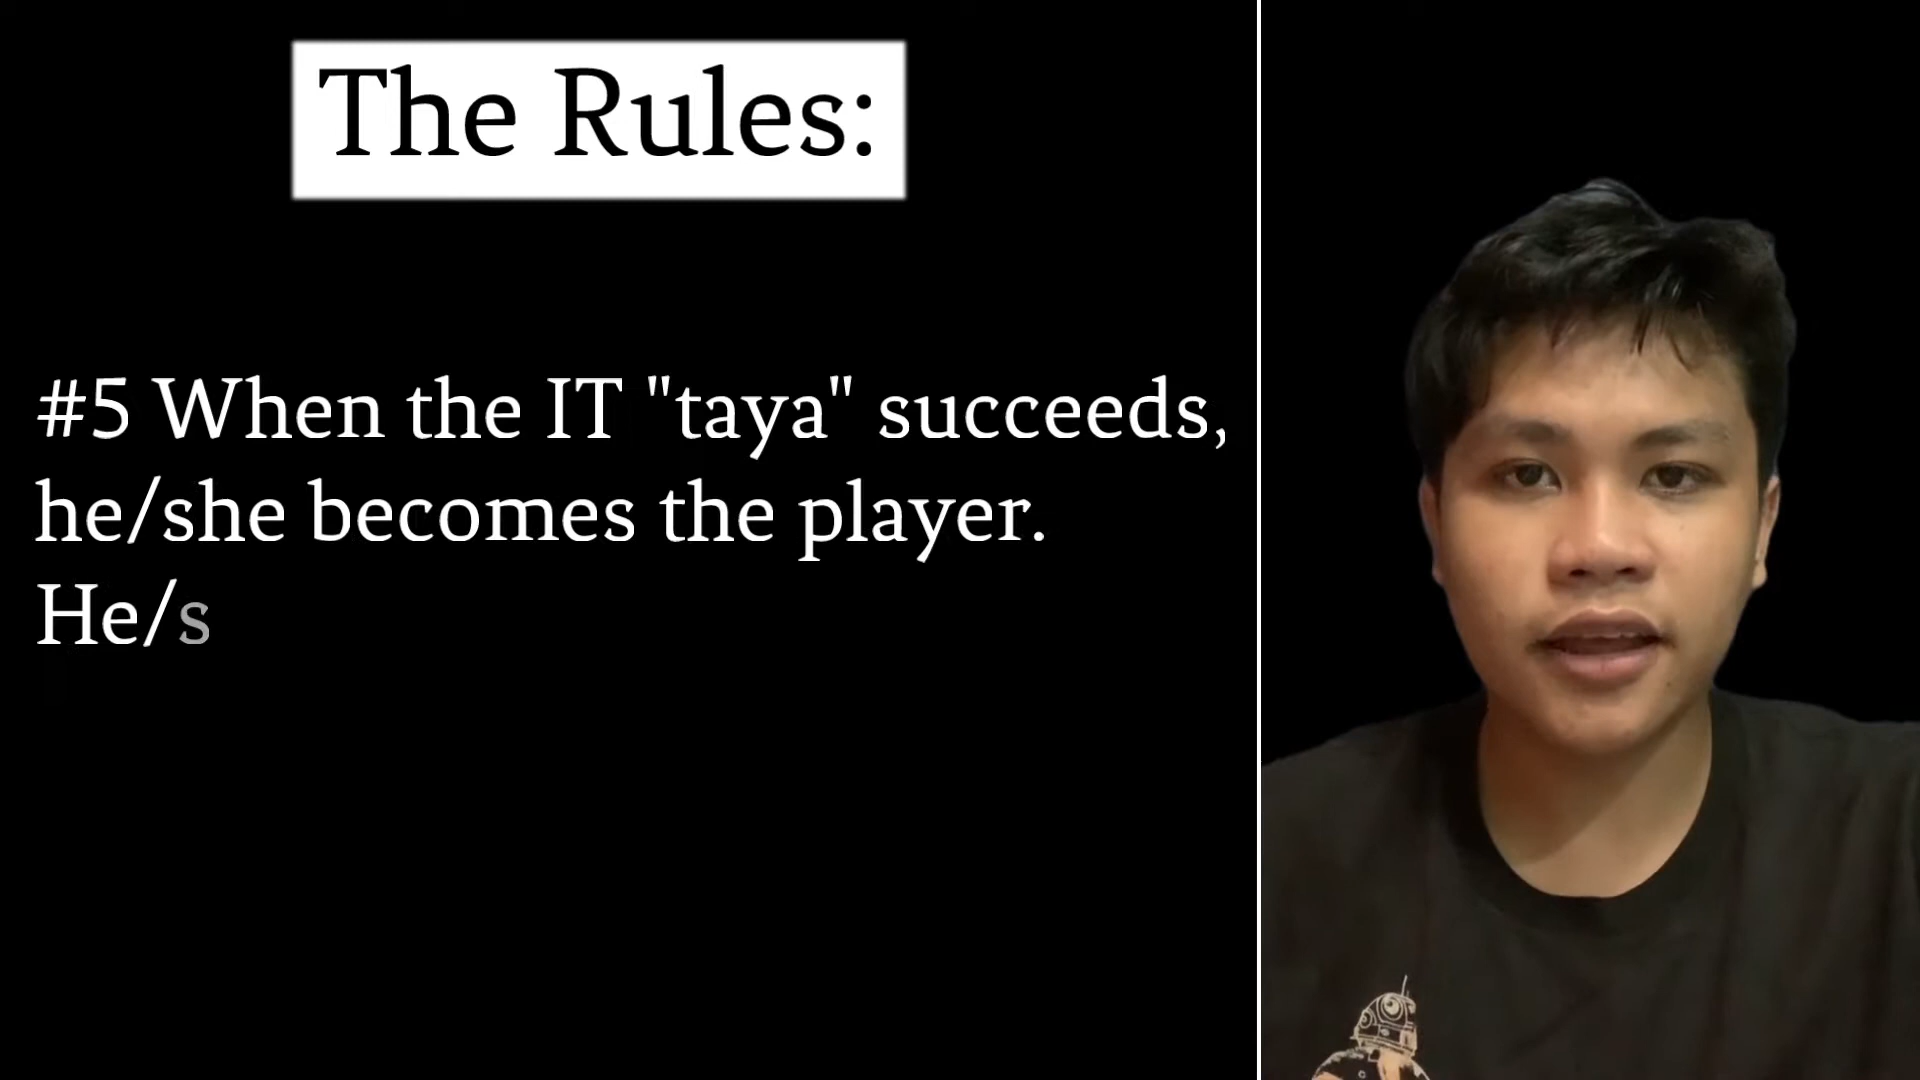 The Rules:
#5 When the IT "taya" succeeds,
he/she becomes the player.
He/s